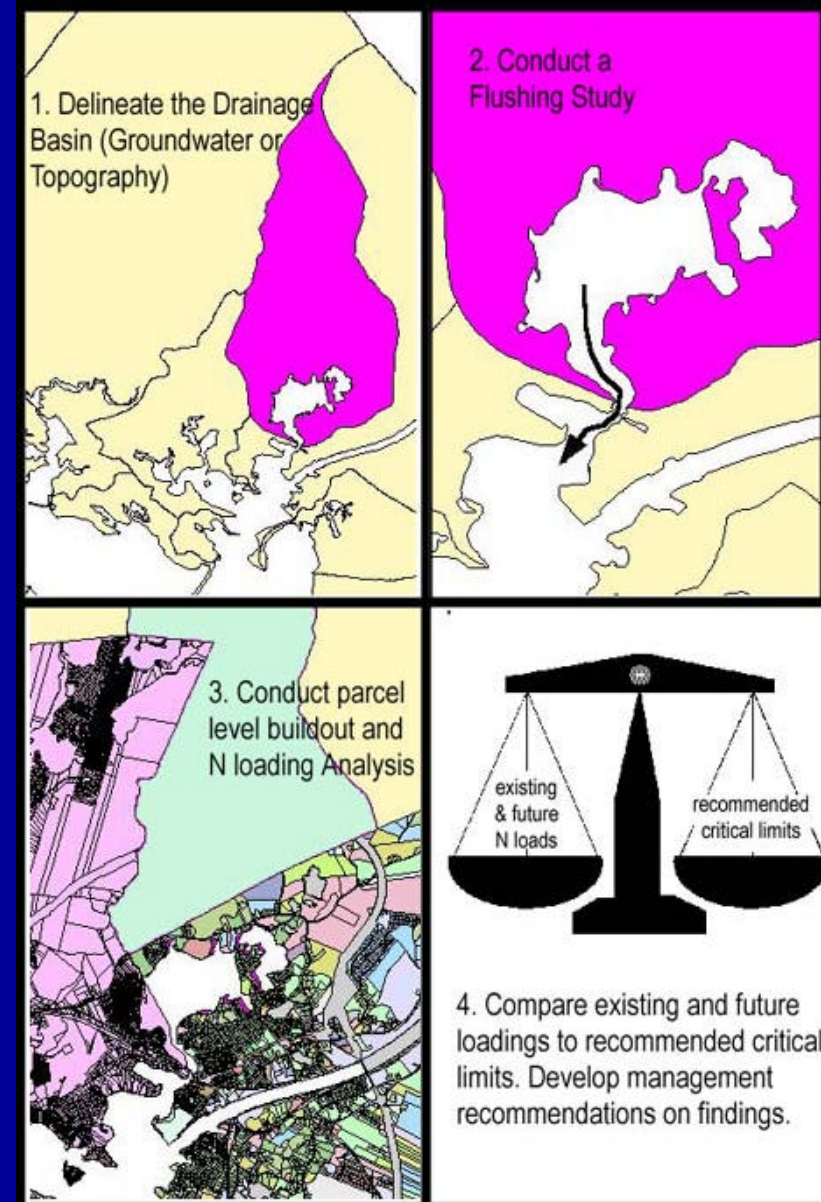 1. Delineate the Drainage
Basin (Groundwater or
Topography)
2. Conduct a
Flushing Study
3. Conduct parcel
level buildout and
N loading Analysis
existing
& future
N loads
recommended
critical limits
4. Compare existing and future
loadings to recommended critical
limits. Develop management
recommendations on findings.